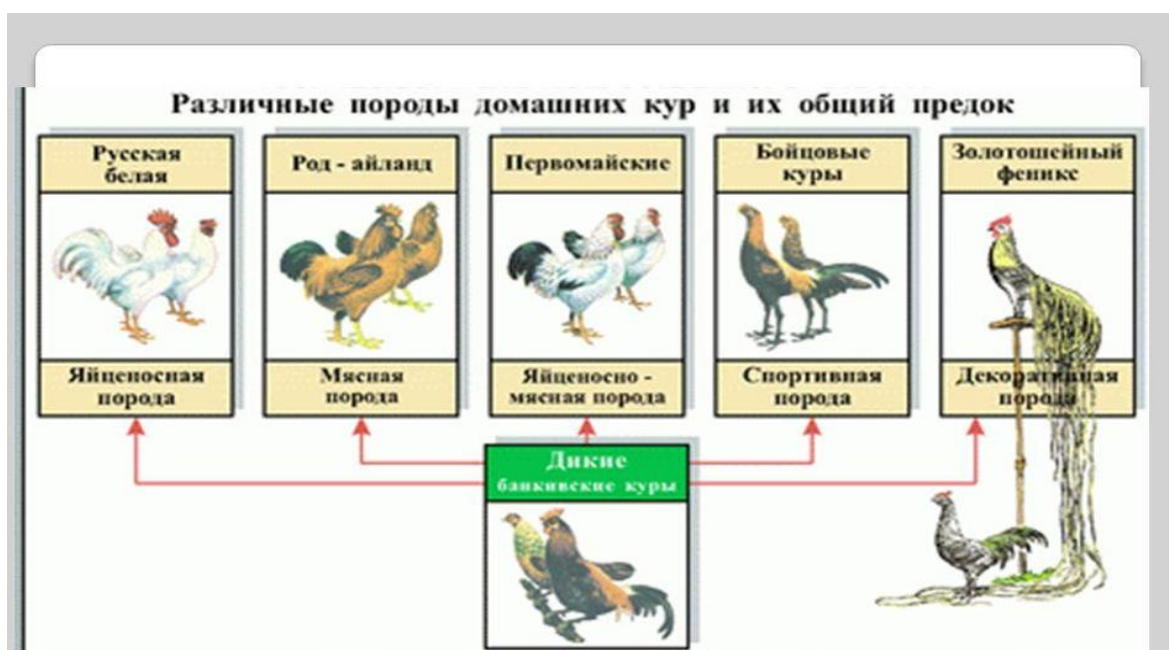 Различные породы домашних кур и их общий предок
Русская
белая
Род - айланд
Первомайские
Бойцовые
куры
Золотошейный
феникс
Яйценосная
порода
Мясная
порода
Яйценосно -
мясная порода
Спортивная
порода
Декоративная
порода
Дикие
банкивские куры